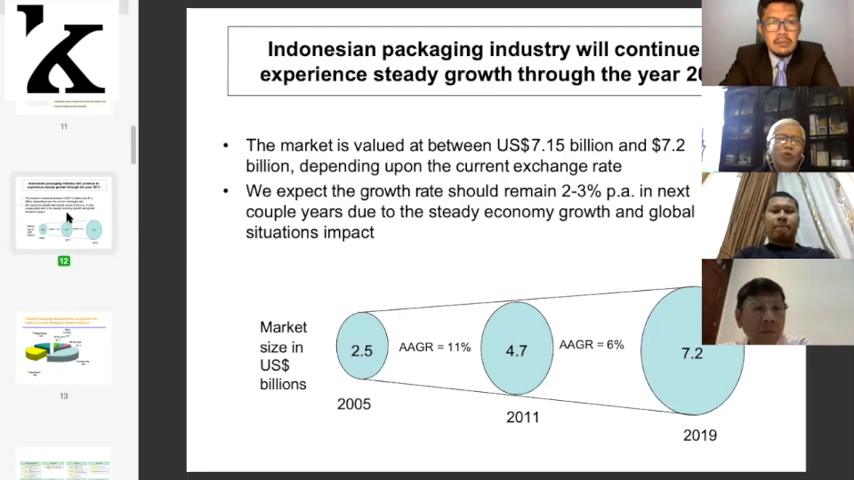 11
12
13
Indonesian packaging industry will continue
experience steady growth through the year
• The market is valued at between US$7.15 billion and $7.2
billion, depending upon the current exchange rate
• We expect the growth rate should remain 2-3% p.a. in next
couple years due to the steady economy growth and global
situations impact
Market
size in
US$
billions
2.5
AAGR = 11%
4.7
AAGR = 6%
7.2
2005
2011
2019